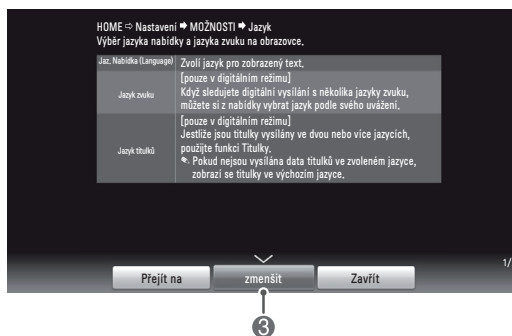 HOME ⇨ Nastavení ➡ MOŽNOSTI ➡ Jazyk
Výběr jazyka nabídky a jazyka zvuku na obrazovce.
Jaz. Nabídka (Language) Zvolí jazyk pro zobrazený text.
[pouze v digitálním režimu]
Jazyk zvuku Když sledujete digitální vysílání s několika jazyky zvuku,
můžete si z nabídky vybrat jazyk podle svého uvážení.
[pouze v digitálním režimu]
Jestliže jsou titulky vysílány ve dvou nebo více jazycích,
Jazyk titulků použijte funkci Titulky.
Pokud nejsou vysílána data titulků ve zvoleném jazyce,
zobrazí se titulky ve výchozím jazyce.
1/
Přejít na zmenšit Zavřít
3